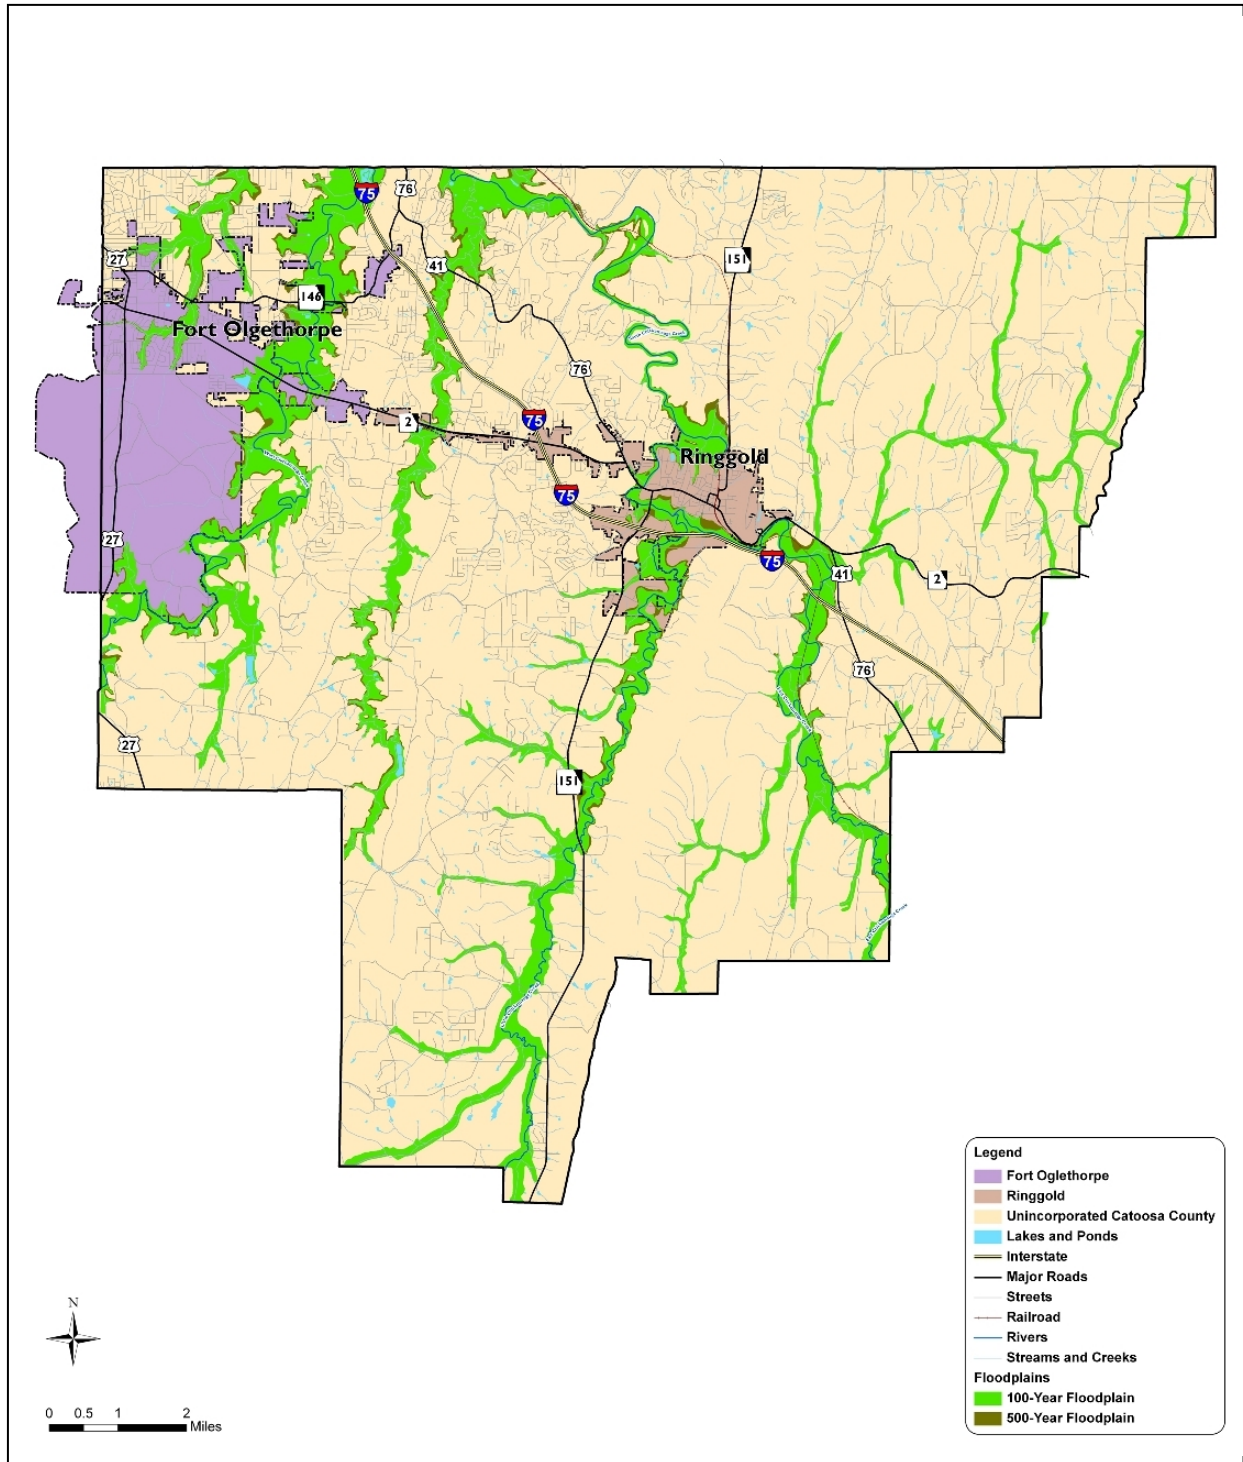 75
76
27
41
151
146
Fort Olgethorpe
76
2
75
Ringgold
75
27
75
41
2
76
27
151
N
0 0.5 1 2
Miles
Legend
Fort Oglethorpe
Ringgold
Unincorporated Catoosa County
Lakes and Ponds
Interstate
Major Roads
Streets
Railroad
Rivers
Streams and Creeks
Floodplains
100-Year Floodplain
500-Year Floodplain